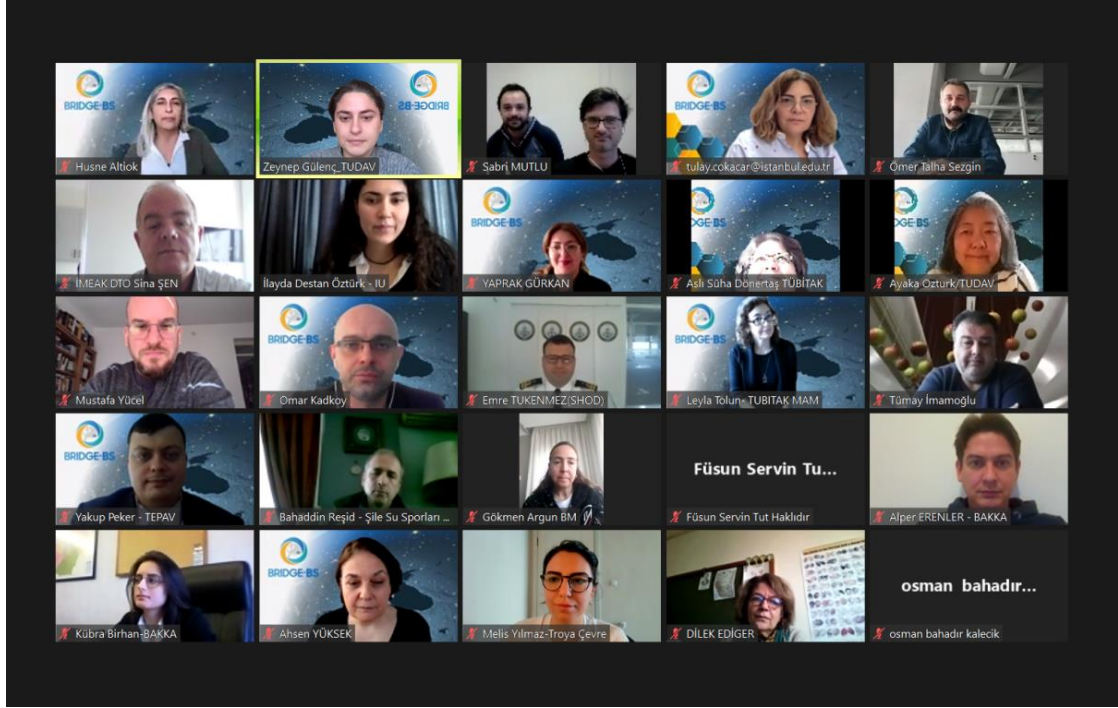 BRIDGE-BS
Husne Altiok
BRIDGE-BS
Zeynep Gülenç_TUDAV
Sabri MUTLU
BRIDGE-BS
tulay.cokacar@istanbul.edu.tr
Ömer Talha Sezgin
İMEAK DTO Sina ŞEN
İlayda Destan Öztürk - IU
BRIDGE-BS
YAPRAK GÜRKAN
DGE-BS
Aslı Süha Dönertaş TÜBİTAK
DGE-BS
Ayaka Ozturk/TUDAV
Mustafa Yücel
BRIDGE-BS
Omar Kadkoy
Emre TUKENMEZ(SHOD)
BRIDGE-BS
Leyla Tolun- TUBITAK MAM
Tümay İmamoğlu
BRIDGE-BS
Yakup Peker - TEPAV
Bahaddin Reşid - Şile Su Sporları ...
Gökmen Argun BM
Füsun Servin Tu...
Füsun Servin Tut Haklıdır
Alper ERENLER - BAKKA
Kübra Birhan-BAKKA
BRIDGE-BS
Ahsen YÜKSEK
Melis Yılmaz-Troya Çevre
DİLEK EDİGER
osman bahadır...
osman bahadır kalecik